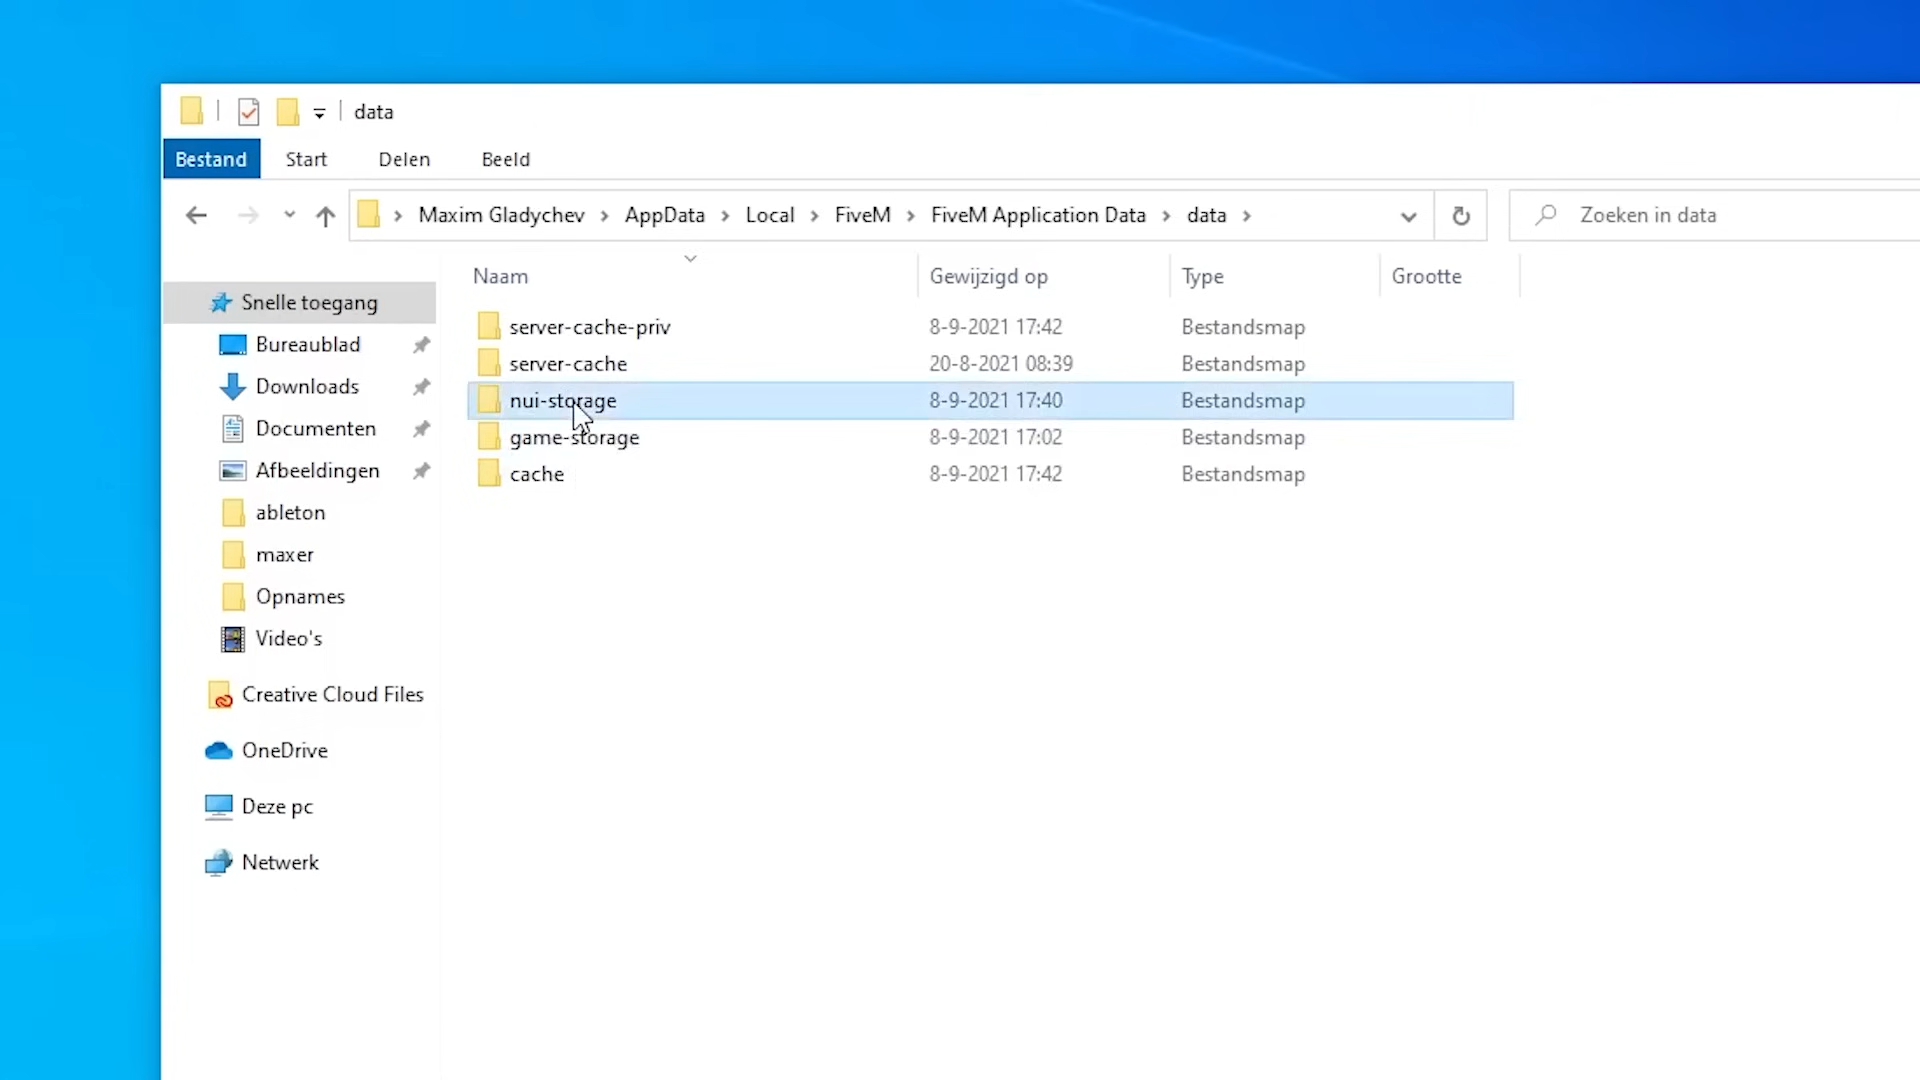 data
Bestand Start Delen Beeld
Maxim Gladychev › AppData › Local › FiveM › FiveM Application Data › data ›
Zoeken in data
Naam Gewijzigd op Type Grootte
server-cache-priv 8-9-2021 17:42 Bestandsmap
server-cache 20-8-2021 08:39 Bestandsmap
nui-storage 8-9-2021 17:40 Bestandsmap
game-storage 8-9-2021 17:02 Bestandsmap
cache 8-9-2021 17:42 Bestandsmap
Snelle toegang
Bureaublad
Downloads
Documenten
Afbeeldingen
ableton
maxer
Opnames
Video's
Creative Cloud Files
OneDrive
Deze pc
Netwerk